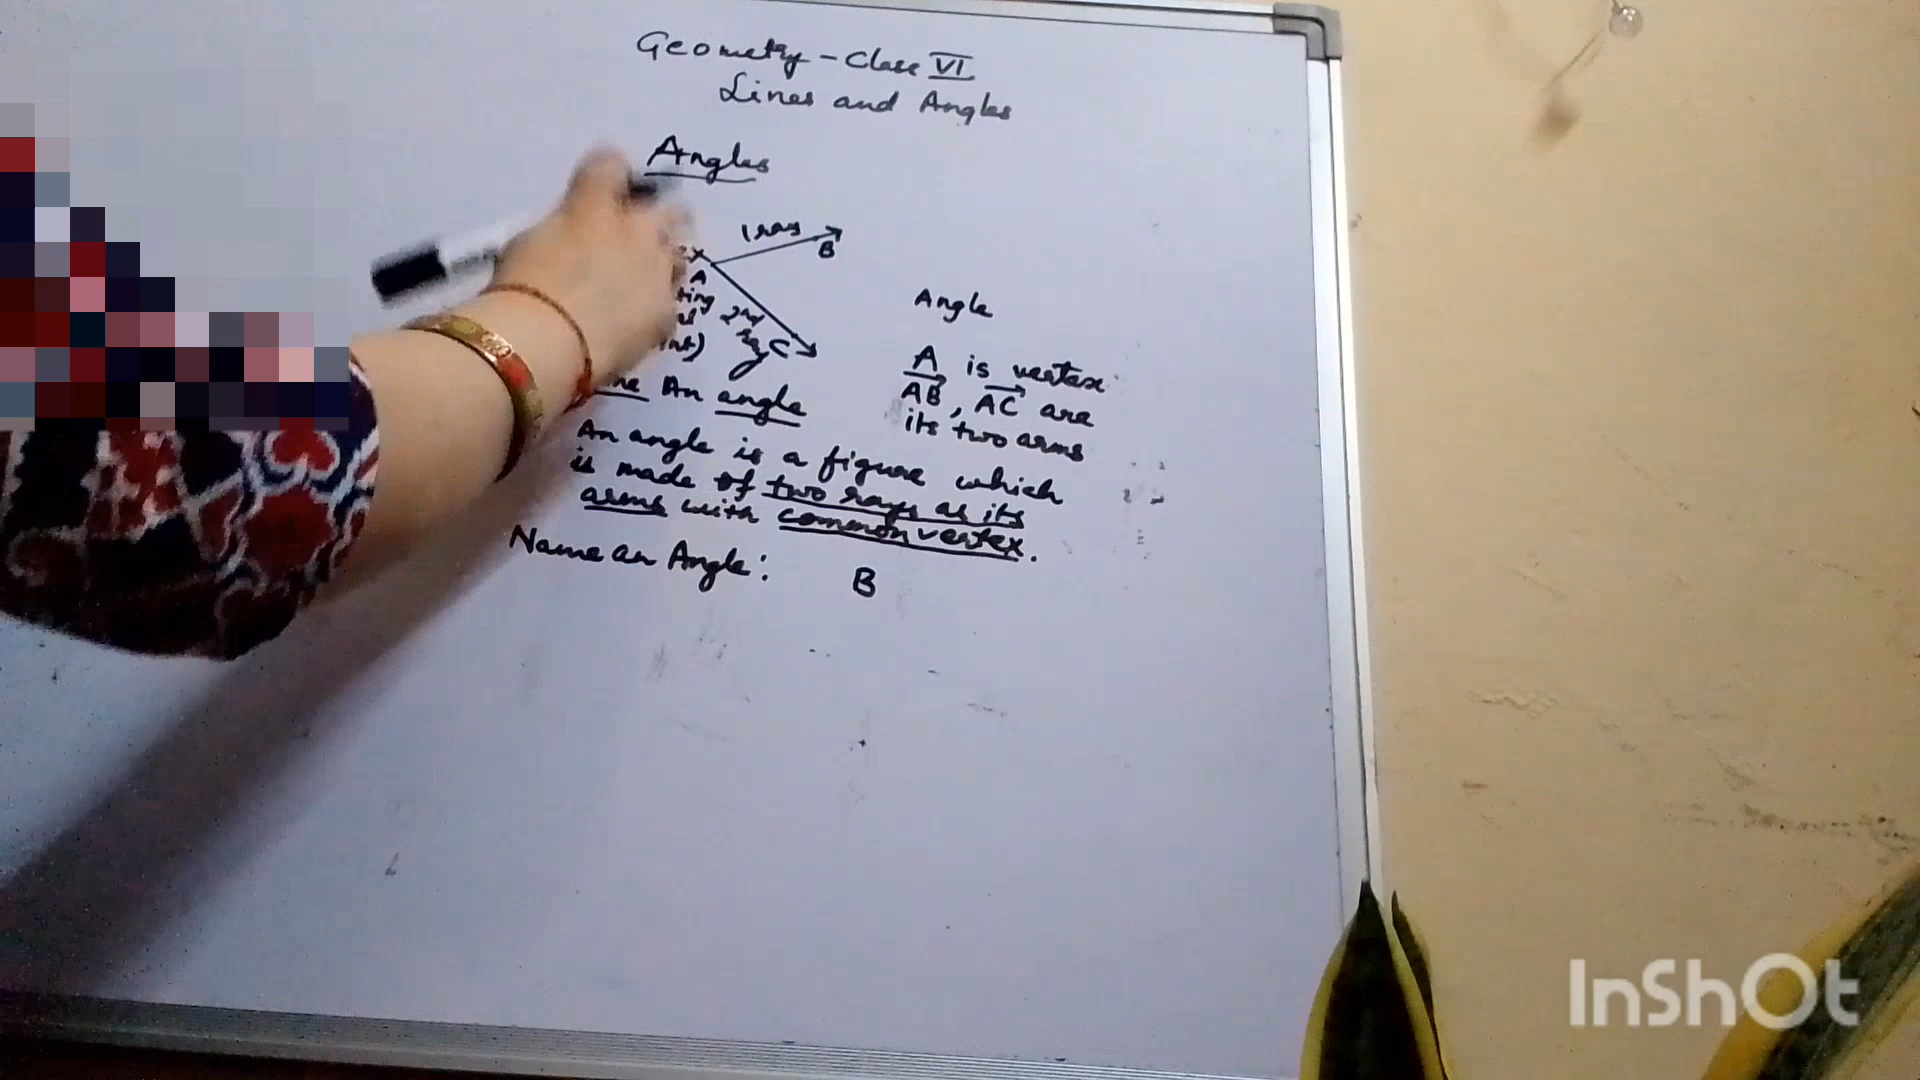 Geometry - Class VI
Lines and Angles
Angles
1 ray
B
A
2nd
ray C
Angle
A is vertex
AB, AC are
its two arms
An angle
An angle is a figure which
is made of two rays as its
arms with common vertex.
Name an Angle:
B
InShOt